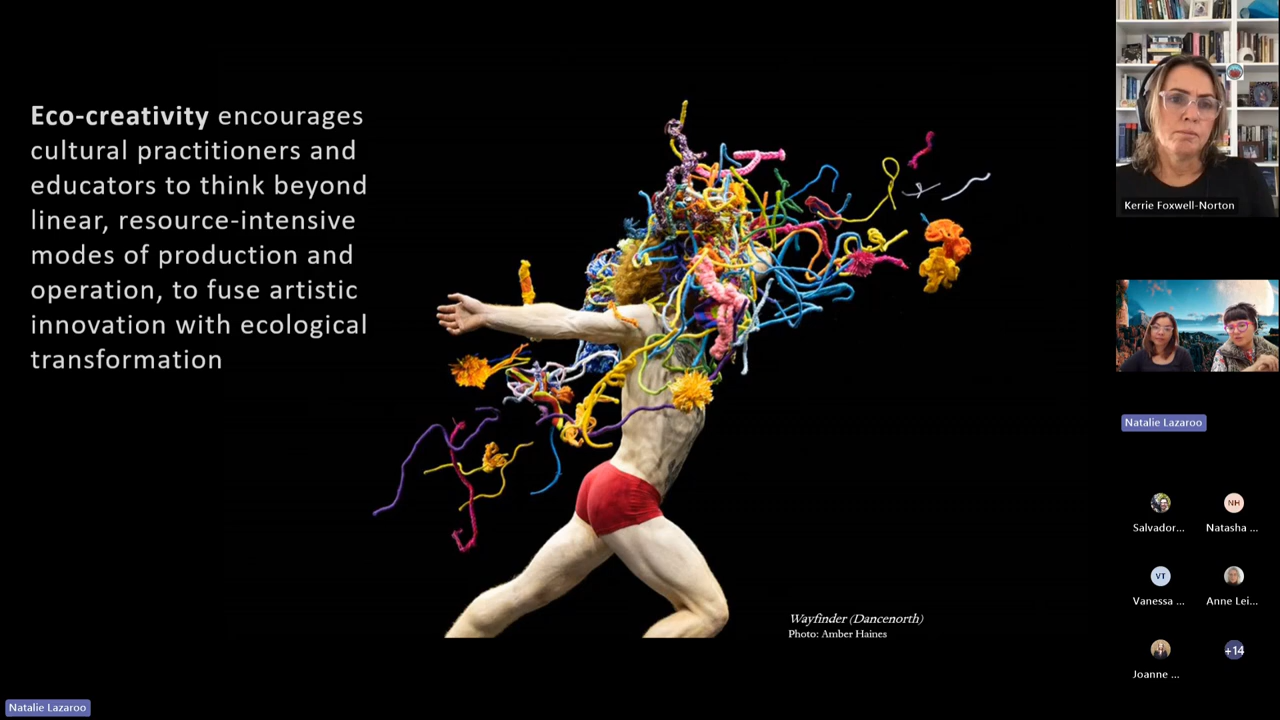 Eco-creativity encourages
cultural practitioners and
educators to think beyond
linear, resource-intensive
modes of production and
operation, to fuse artistic
innovation with ecological
transformation
Wayfinder (Dancenorth)
Photo: Amber Haines
Natalie Lazaroo
Kerrie Foxwell-Norton
Natalie Lazaroo
NH
Salvador... Natasha ...
VT
Vanessa ... Anne Lei...
+14
Joanne ...